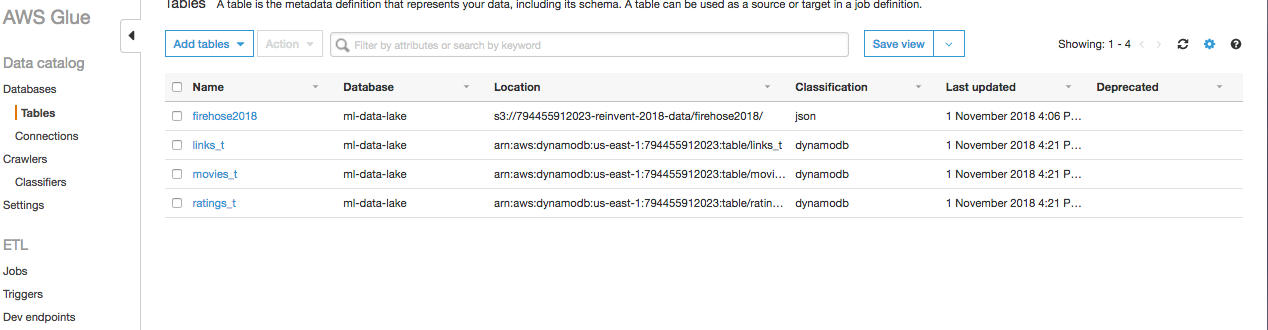 AWS Glue
Data catalog
Databases
Tables
Connections
Crawlers
Classifiers
Settings
ETL
Jobs
Triggers
Dev endpoints
Tables A table is the metadata definition that represents your data, including its schema. A table can be used as a source or target in a job definition.
Add tables Action Filter by attributes or search by keyword Save view Showing: 1 - 4
Name Database Location Classification Last updated Deprecated
firehose2018 ml-data-lake s3://794455912023-reinvent-2018-data/firehose2018/ json 1 November 2018 4:06 P...
links_t ml-data-lake arn:aws:dynamodb:us-east-1:794455912023:table/links_t dynamodb 1 November 2018 4:21 P...
movies_t ml-data-lake arn:aws:dynamodb:us-east-1:794455912023:table/movi... dynamodb 1 November 2018 4:21 P...
ratings_t ml-data-lake arn:aws:dynamodb:us-east-1:794455912023:table/ratin... dynamodb 1 November 2018 4:21 P...